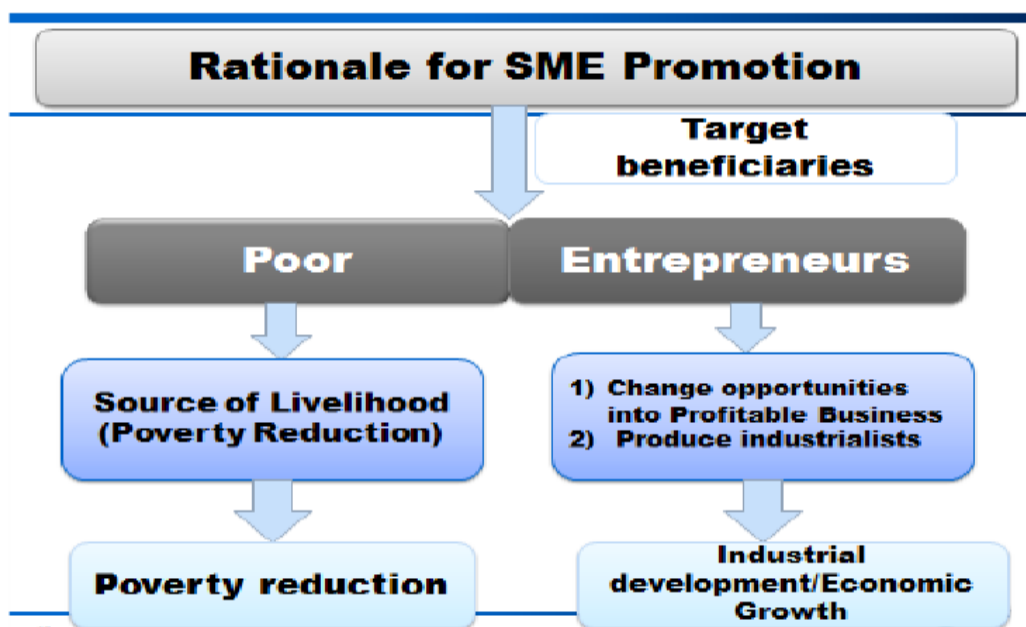 Rationale for SME Promotion
Target
beneficiaries
Poor
Entrepreneurs
Source of Livelihood
(Poverty Reduction)
1) Change opportunities
into Profitable Business
2) Produce industrialists
Poverty reduction
Industrial
development/Economic
Growth